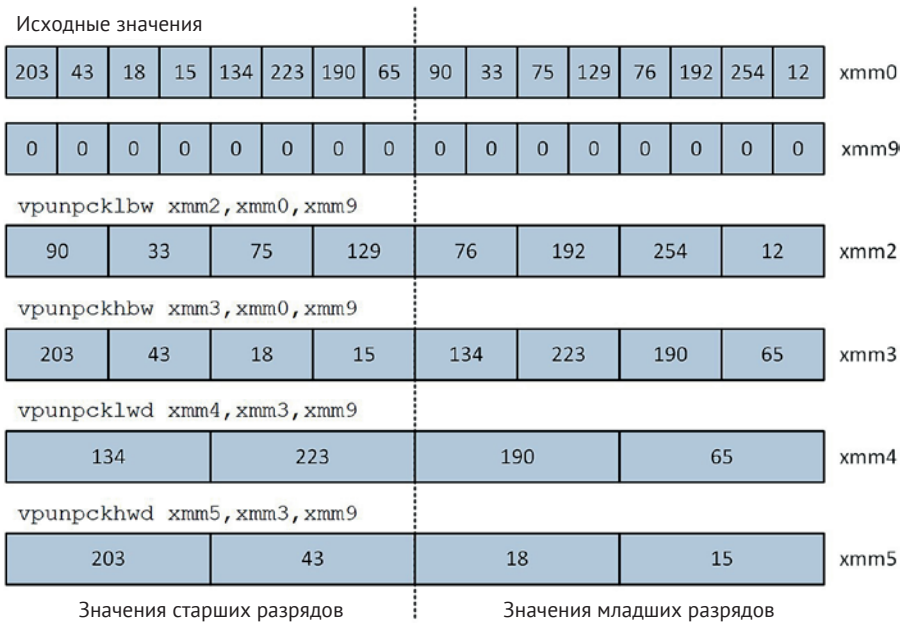 Исходные значения
203 43 18 15 134 223 190 65 90 33 75 129 76 192 254 12 xmm0
0 0 0 0 0 0 0 0 0 0 0 0 0 0 0 0 xmm9
vpunpcklbw xmm2,xmm0,xmm9
90 33 75 129 76 192 254 12 xmm2
vpunpckhbw xmm3,xmm0,xmm9
203 43 18 15 134 223 190 65 xmm3
vpunpcklwd xmm4,xmm3,xmm9
134 223 190 65 xmm4
vpunpckhwd xmm5,xmm3,xmm9
203 43 18 15 xmm5
Значения старших разрядов Значения младших разрядов